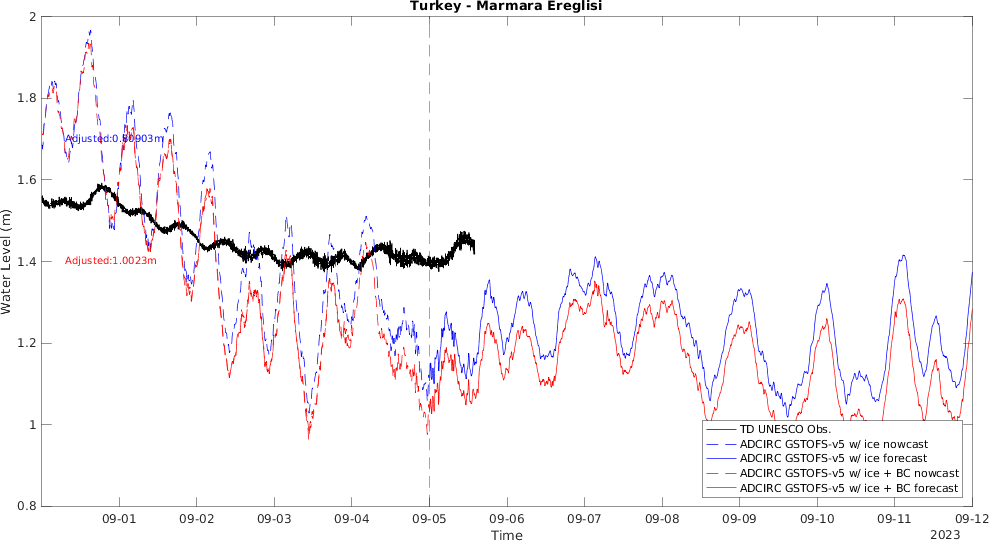 Turkey - Marmara Ereglisi
2
1.8
1.6
1.4
1.2
1
0.8
Water Level (m)
Adjusted:0.80903m
Adjusted:1.0023m
TD UNESCO Obs.
ADCIRC GSTOFS-v5 w/ ice nowcast
ADCIRC GSTOFS-v5 w/ ice forecast
ADCIRC GSTOFS-v5 w/ ice + BC nowcast
ADCIRC GSTOFS-v5 w/ ice + BC forecast
09-01 09-02 09-03 09-04 09-05 09-06 09-07 09-08 09-09 09-10 09-11 09-12
Time
2023